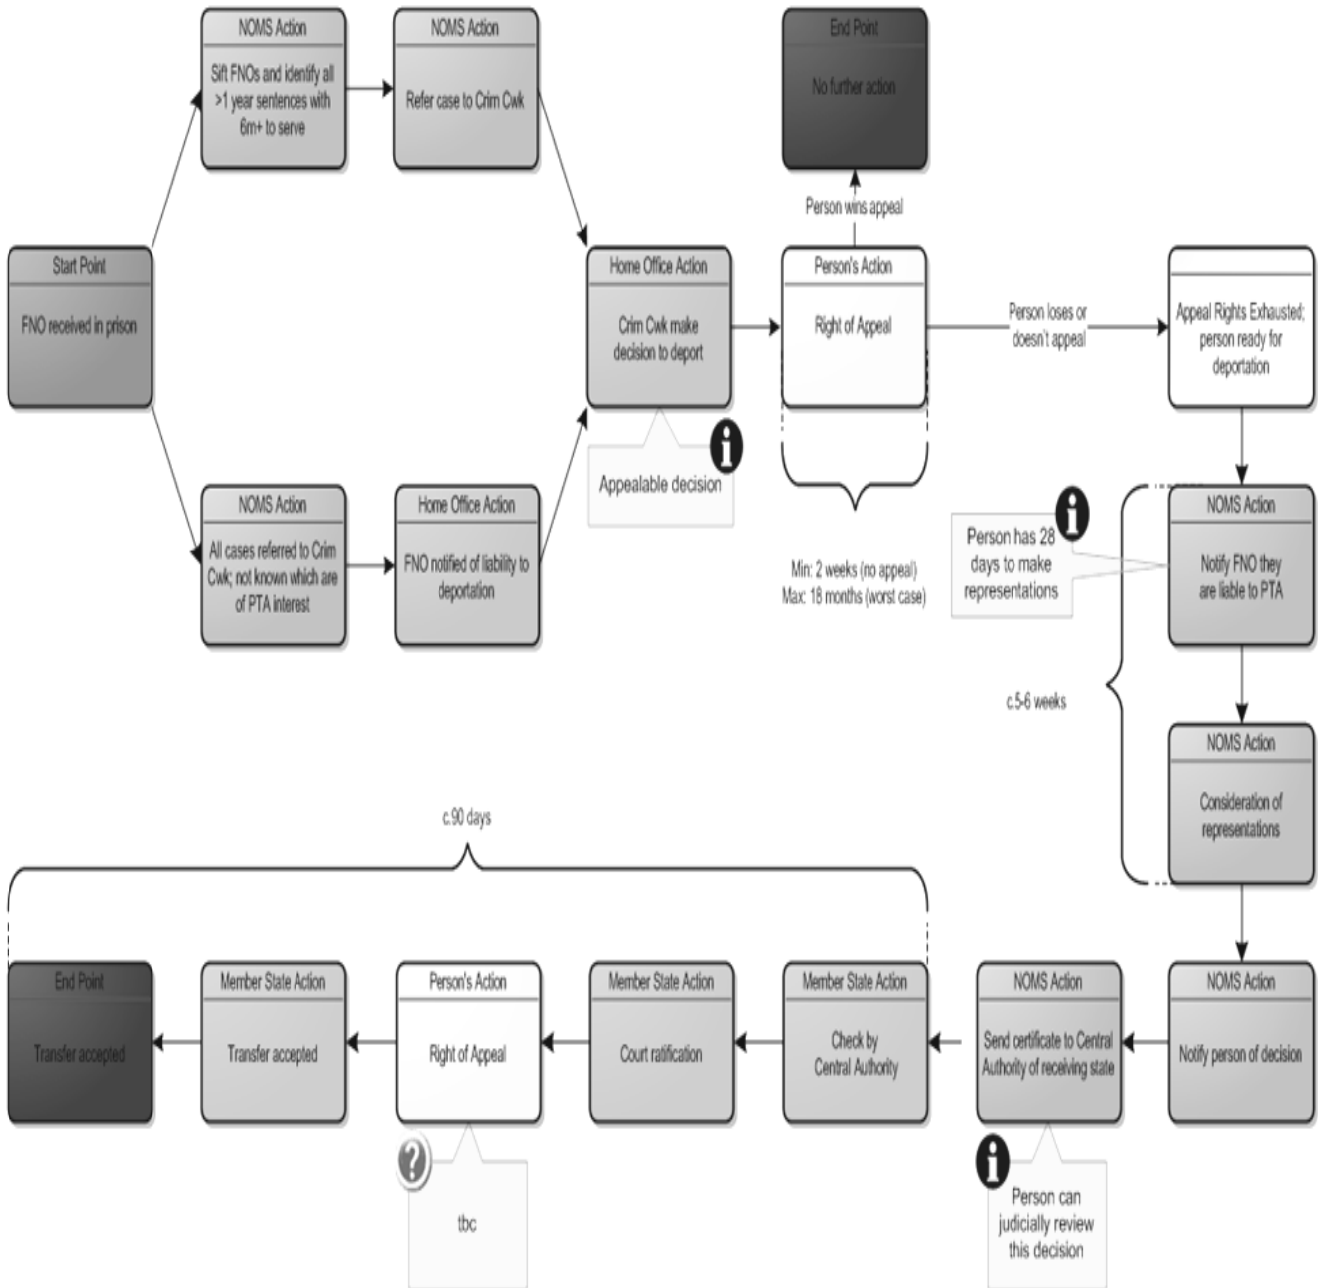 NOMS Action
Sift FNOs and identify all
>1 year sentences with
6m+ to serve
NOMS Action
Refer case to Crim Cwk
End Point
No further action
Person wins appeal
Start Point
FNO received in prison
Home Office Action
Crim Cwk make
decision to deport
Person's Action
Right of Appeal
Person loses or
doesn't appeal
Appeal Rights Exhausted;
person ready for
deportation
Appealable decision
NOMS Action
All cases referred to Crim
Cwk; not known which are
of PTA interest
Home Office Action
FNO notified of liability to
deportation
Min: 2 weeks (no appeal)
Max: 18 months (worst case)
Person has 28
days to make
representations
NOMS Action
Notify FNO they
are liable to PTA
c.5-6 weeks
NOMS Action
Consideration of
representations
c.90 days
End Point
Transfer accepted
Member State Action
Transfer accepted
Person's Action
Right of Appeal
Member State Action
Court ratification
Member State Action
Check by
Central Authority
NOMS Action
Send certificate to Central
Authority of receiving state
NOMS Action
Notify person of decision
tbc
Person can
judicially review
this decision